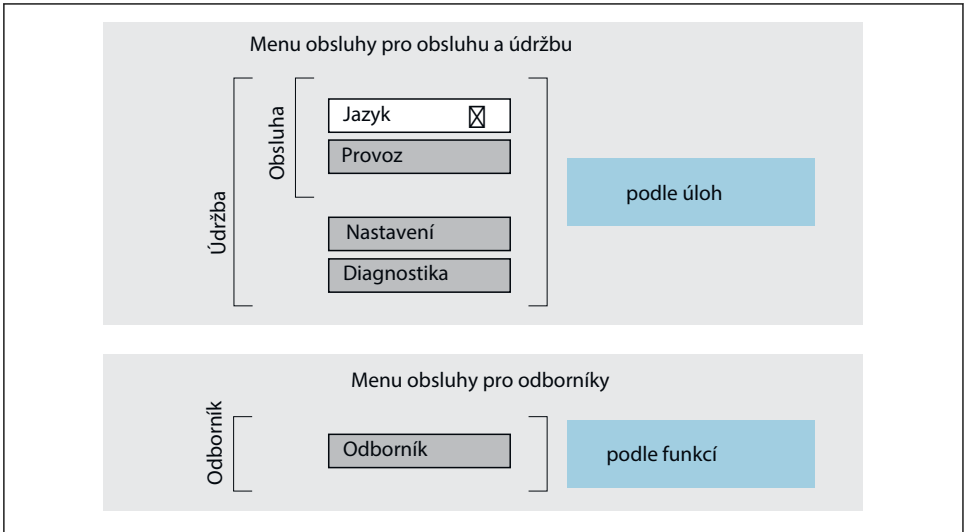 Menu obsluhy pro obsluhu a údržbu
Údržba
Obsluha
Jazyk
Provoz
Nastavení
Diagnostika
podle úloh
Menu obsluhy pro odborníky
Odborník
Odborník
podle funkcí